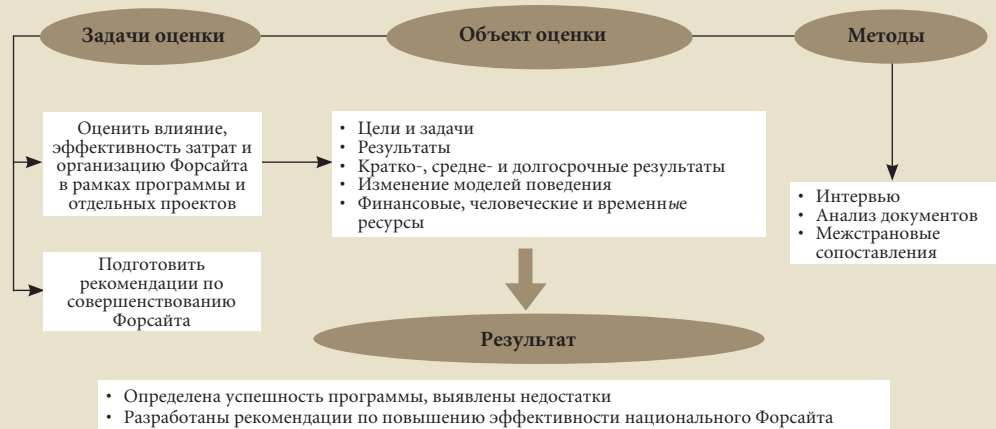 Задачи оценки
Объект оценки
Методы
Оценить влияние,
эффективность затрат и
организацию Форсайта
в рамках программы и
отдельных проектов
• Цели и задачи
• Результаты
• Кратко-, средне- и долгосрочные результаты
• Изменение моделей поведения
• Финансовые, человеческие и временные
ресурсы
• Интервью
• Анализ документов
• Межстрановые
сопоставления
Подготовить
рекомендации по
совершенствованию
Форсайта
Результат
• Определена успешность программы, выявлены недостатки
• Разработаны рекомендации по повышению эффективности национального Форсайта